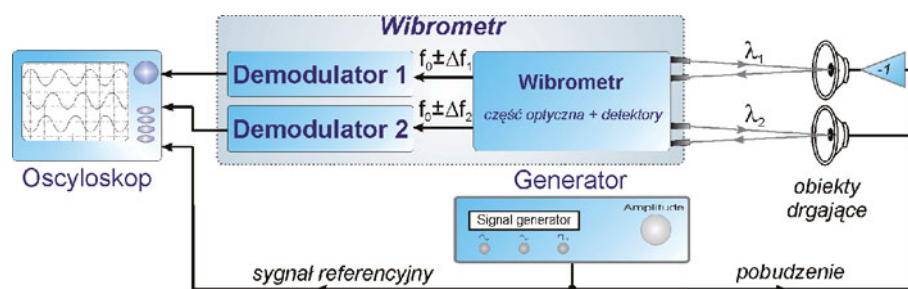 Wibrometr
Demodulator 1
f₀±Δf₁
Wibrometr
część optyczna + detektory
λ₁
-1
Demodulator 2
f₀±Δf₂
λ₂
Oscyloskop
Generator
obiekty
drgające
Signal generator
Amplitude
sygnał referencyjny
pobudzenie